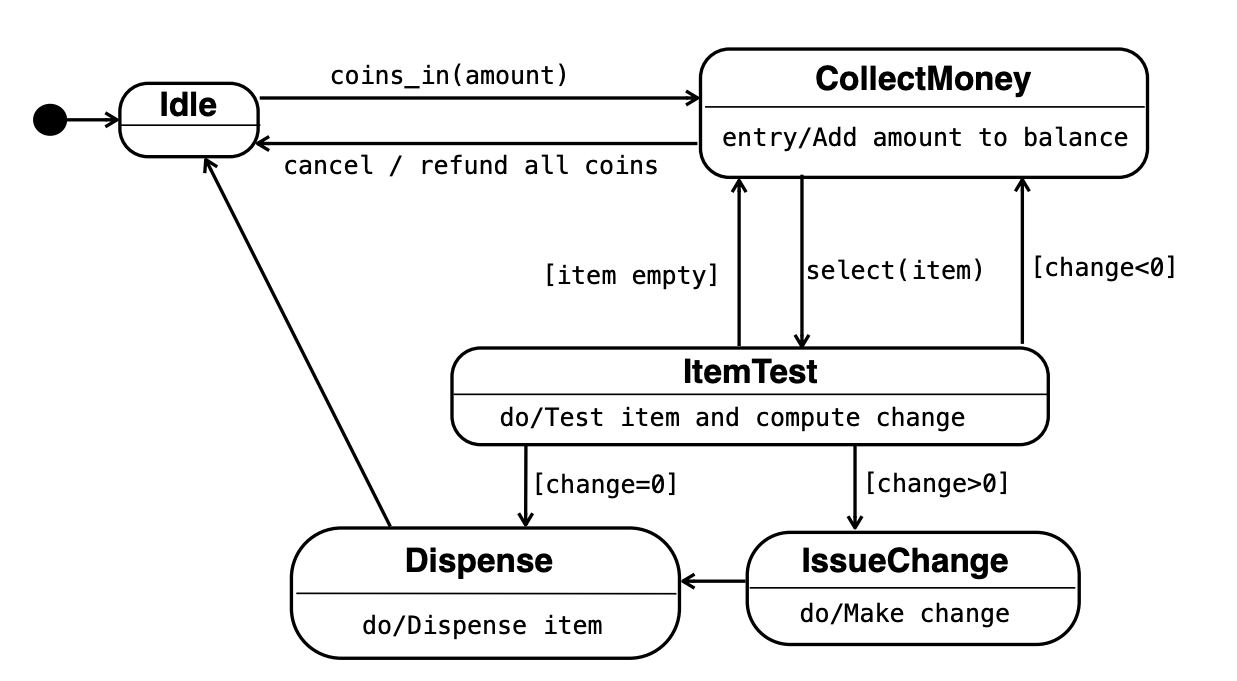 coins_in(amount)
Idle
CollectMoney
entry/Add amount to balance
cancel / refund all coins
[item empty]
select(item)
[change<0]
ItemTest
do/Test item and compute change
[change=0]
[change>0]
Dispense
do/Dispense item
IssueChange
do/Make change